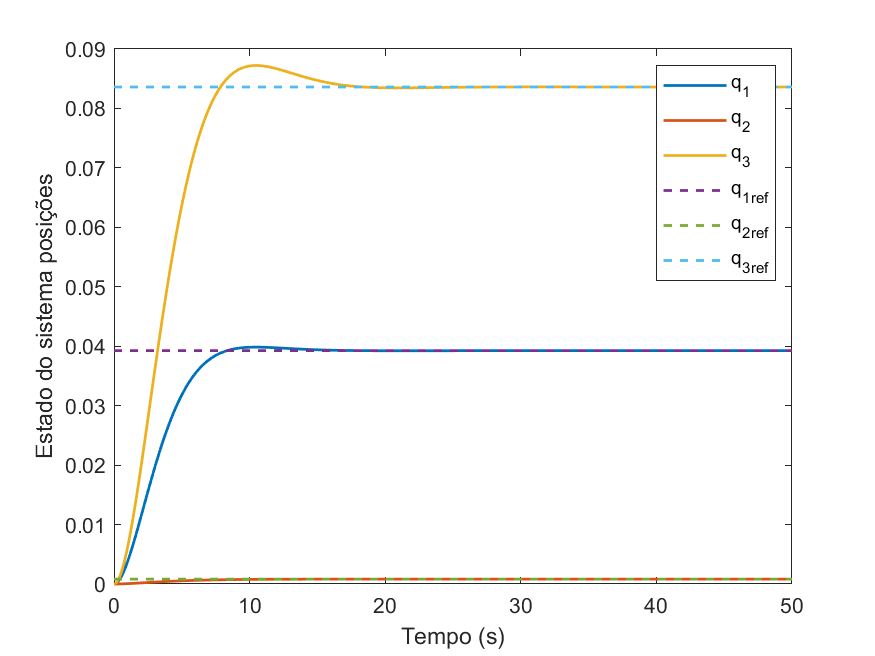 0.09
0.08
0.07
0.06
0.05
0.04
0.03
0.02
0.01
0
Estado do sistema posições
q1
q2
q3
q1ref
q2ref
q3ref
0 10 20 30 40 50
Tempo (s)